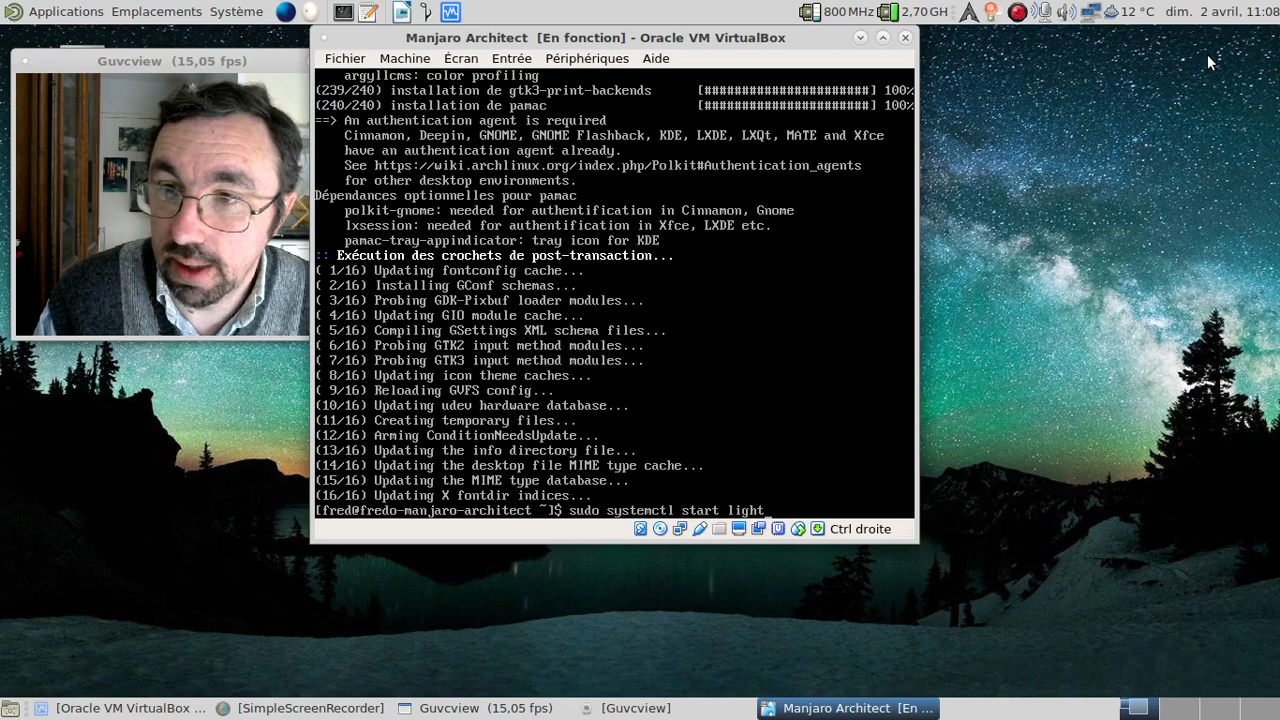 Applications Emplacements Système
800 MHz 2,70 GH 12 °C dim. 2 avril, 11:08
Guvcview (15,05 fps)
Manjaro Architect [En fonction] - Oracle VM VirtualBox
Fichier Machine Écran Entrée Périphériques Aide
argyllcms: color profiling
(239/240) installation de gtk3-print-backends [######################] 100%
(240/240) installation de pamac [######################] 100%
==> An authentication agent is required
Cinnamon, Deepin, GNOME, GNOME Flashback, KDE, LXDE, LXQt, MATE and Xfce
have an authentication agent already.
See https://wiki.archlinux.org/index.php/Polkit#Authentication_agents
for other desktop environments.
Dépendances optionnelles pour pamac
polkit-gnome: needed for authentification in Cinnamon, Gnome
lxsession: needed for authentification in Xfce, LXDE etc.
pamac-tray-appindicator: tray icon for KDE
:: Exécution des crochets de post-transaction...
( 1/16) Updating fontconfig cache...
( 2/16) Installing GConf schemas...
( 3/16) Probing GDK-Pixbuf loader modules...
( 4/16) Updating GIO module cache...
( 5/16) Compiling GSettings XML schema files...
( 6/16) Probing GTK2 input method modules...
( 7/16) Probing GTK3 input method modules...
( 8/16) Updating icon theme caches...
( 9/16) Reloading GVFS config...
(10/16) Updating udev hardware database...
(11/16) Creating temporary files...
(12/16) Arming ConditionNeedsUpdate...
(13/16) Updating the info directory file...
(14/16) Updating the desktop file MIME type cache...
(15/16) Updating the MIME type database...
(16/16) Updating X fontdir indices...
[fred@fredo-manjaro-architect ~]$ sudo systemctl start light_
Ctrl droite
[Oracle VM VirtualBox ... [SimpleScreenRecorder] Guvcview (15,05 fps) [Guvcview] Manjaro Architect [En ...